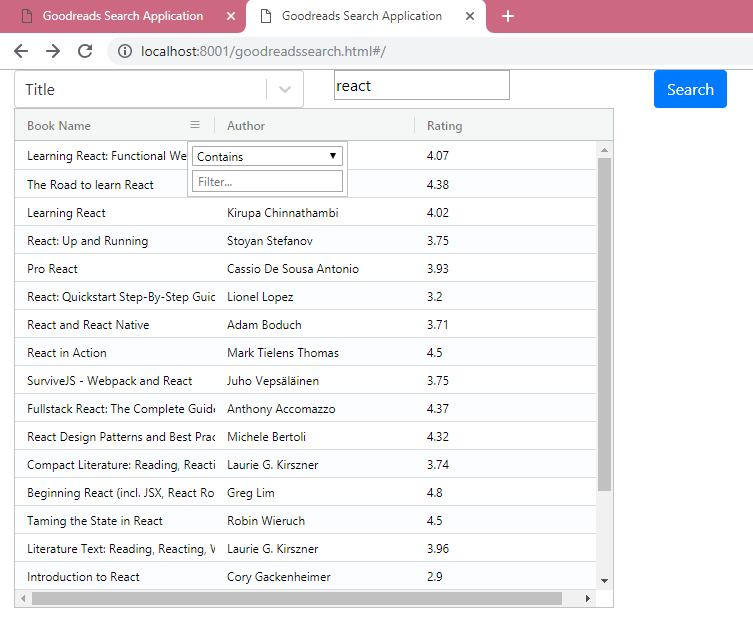 Goodreads Search Application
Goodreads Search Application
localhost:8001/goodreadssearch.html#/
Title
react
Search
Book Name Author Rating
Learning React: Functional We 4.07
Contains
Filter...
The Road to learn React 4.38
Learning React Kirupa Chinnathambi 4.02
React: Up and Running Stoyan Stefanov 3.75
Pro React Cassio De Sousa Antonio 3.93
React: Quickstart Step-By-Step Guic Lionel Lopez 3.2
React and React Native Adam Boduch 3.71
React in Action Mark Tielens Thomas 4.5
SurviveJS - Webpack and React Juho Vepsäläinen 3.75
Fullstack React: The Complete Guide Anthony Accomazzo 4.37
React Design Patterns and Best Prac Michele Bertoli 4.32
Compact Literature: Reading, Reacti Laurie G. Kirszner 3.74
Beginning React (incl. JSX, React Ro Greg Lim 4.8
Taming the State in React Robin Wieruch 4.5
Literature Text: Reading, Reacting, W Laurie G. Kirszner 3.96
Introduction to React Cory Gackenheimer 2.9